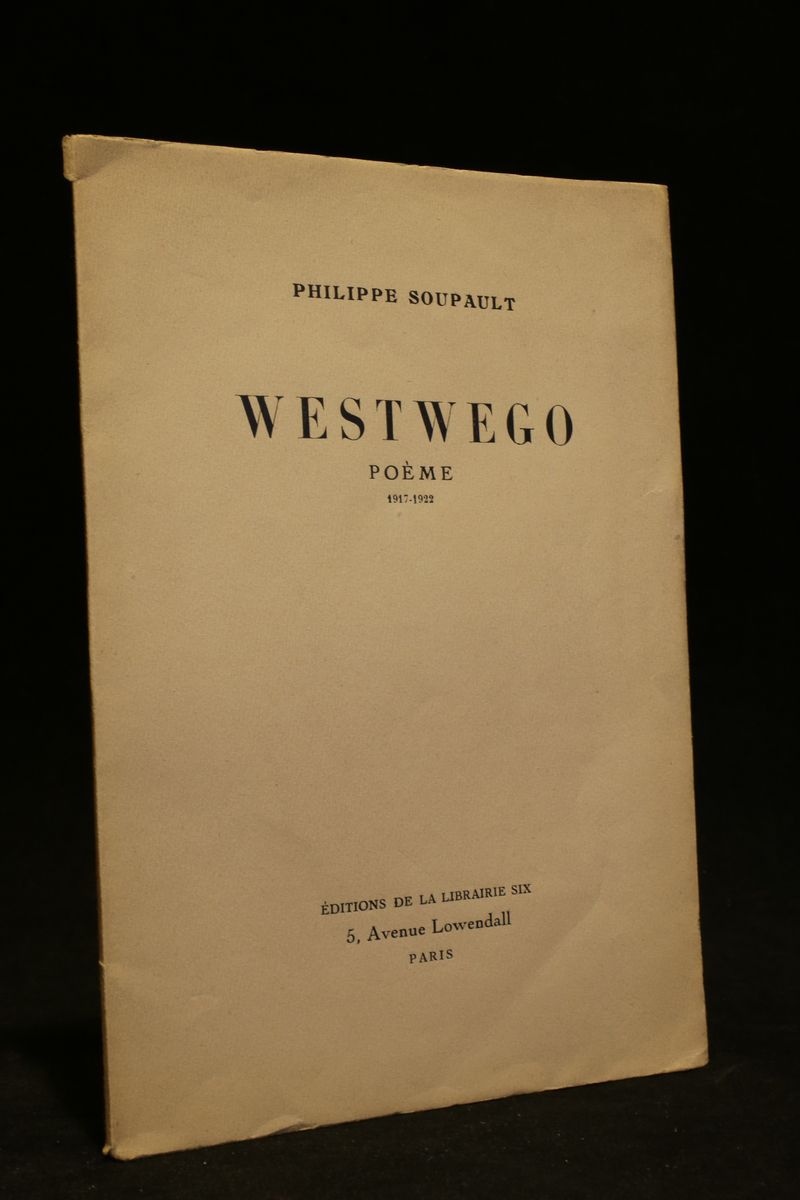 PHILIPPE SOUPAULT
WESTWEGO
POÈME
1917-1922
ÉDITIONS DE LA LIBRAIRIE SIX
5, Avenue Lowendall
PARIS